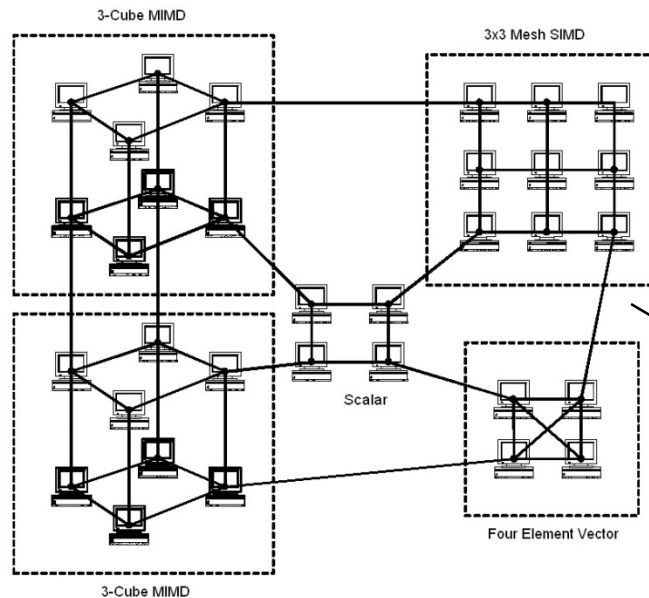 3-Cube MIMD
3x3 Mesh SIMD
Scalar
Four Element Vector
3-Cube MIMD